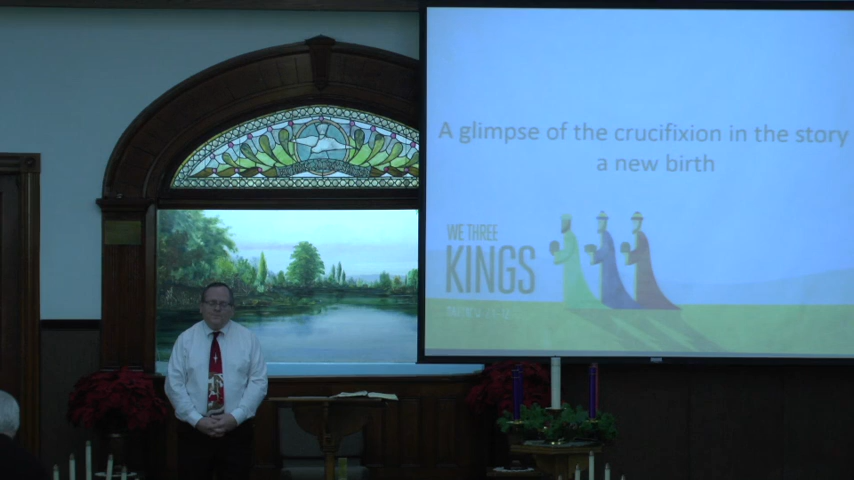 A glimpse of the crucifixion in the story
a new birth
WE THREE
KINGS